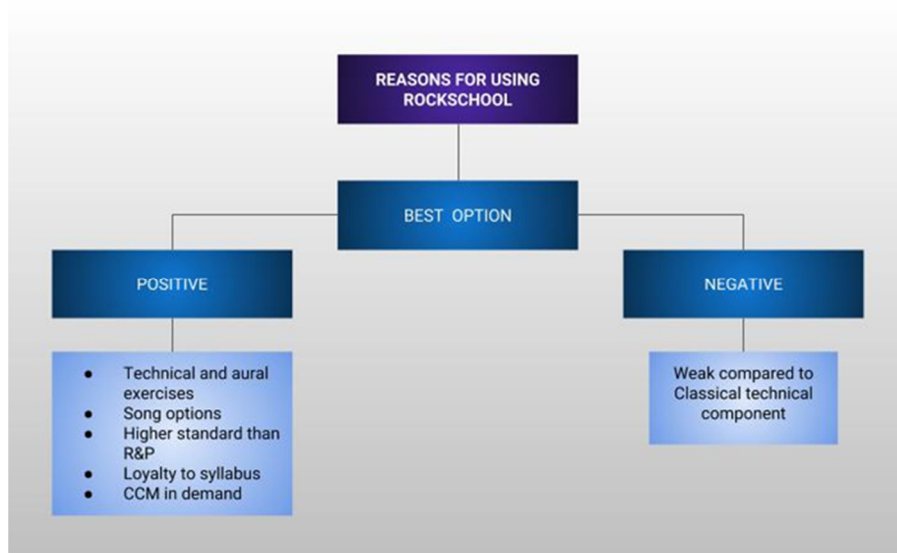 REASONS FOR USING
ROCKSCHOOL
BEST OPTION
POSITIVE
NEGATIVE
● Technical and aural
exercises
● Song options
● Higher standard than
R&P
● Loyalty to syllabus
● CCM in demand
Weak compared to
Classical technical
component